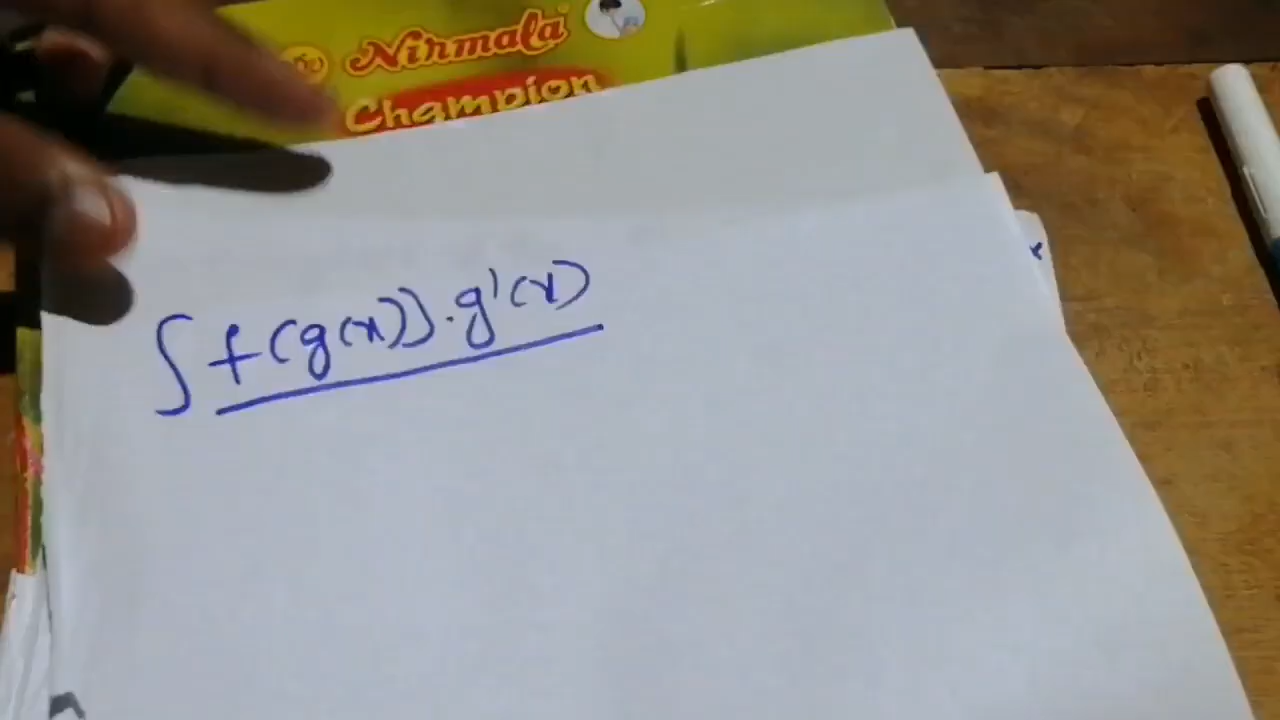 Nirmala
Champion
∫ f(g(x)).g'(x)